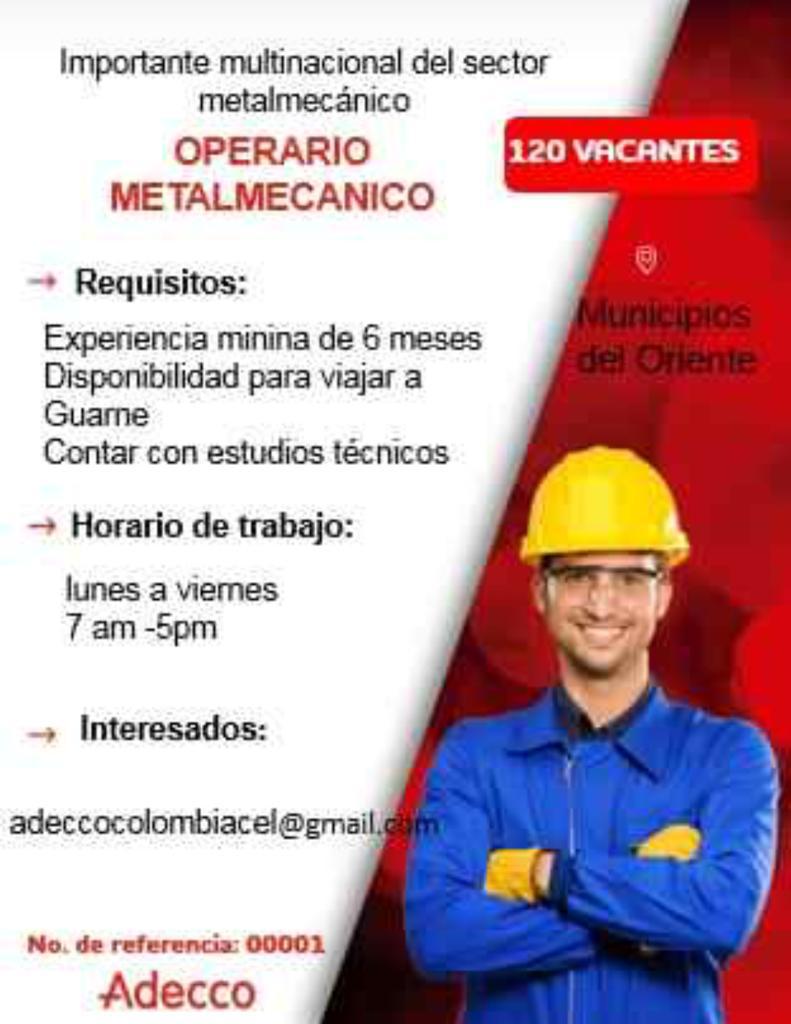 Importante multinacional del sector
metalmecánico
OPERARIO
METALMECANICO
120 VACANTES
Municipios
del Oriente
Requisitos:
Experiencia minina de 6 meses
Disponibilidad para viajar a
Guarne
Contar con estudios técnicos
Horario de trabajo:
lunes a viernes
7 am -5pm
Interesados:
adeccocolombiacel@gmail.com
No. de referencia: 00001
Adecco